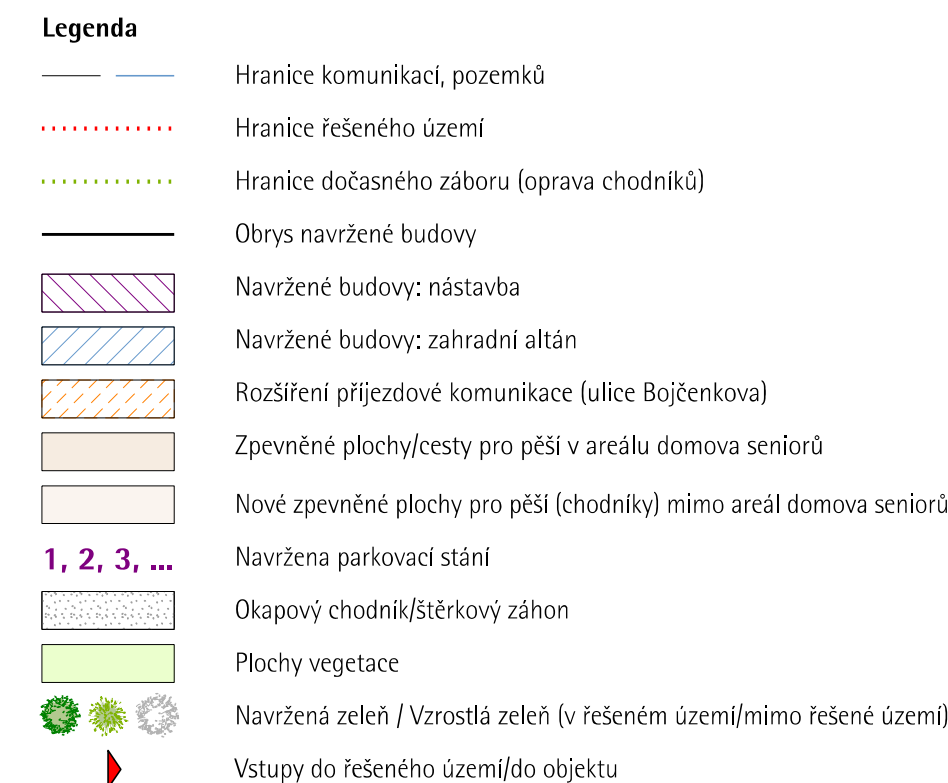 Legenda
Hranice komunikací, pozemků
Hranice řešeného území
Hranice dočasného záboru (oprava chodníků)
Obrys navržené budovy
Navržené budovy: nástavba
Navržené budovy: zahradní altán
Rozšíření příjezdové komunikace (ulice Bojčenkova)
Zpevněné plochy/cesty pro pěší v areálu domova seniorů
Nové zpevněné plochy pro pěší (chodníky) mimo areál domova seniorů
1, 2, 3, ... Navržena parkovací stání
Okapový chodník/štěrkový záhon
Plochy vegetace
Navržená zeleň / Vzrostlá zeleň (v řešeném území/mimo řešené území)
Vstupy do řešeného území/do objektu